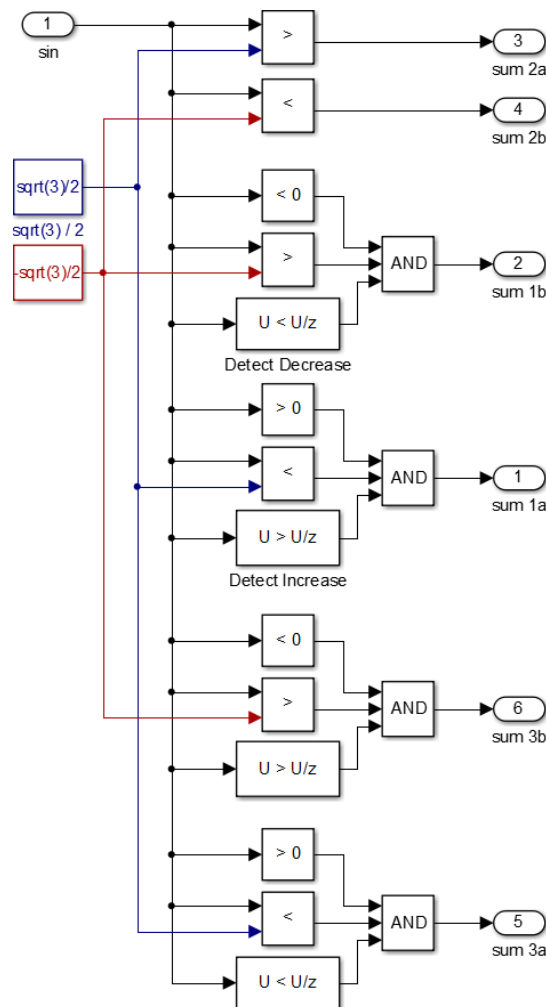 1
sin
>
3
sum 2a
<
4
sum 2b
sqrt(3)/2
sqrt(3) / 2
-sqrt(3)/2
< 0
>
U < U/z
Detect Decrease
AND
2
sum 1b
> 0
<
U > U/z
Detect Increase
AND
1
sum 1a
< 0
>
U > U/z
AND
6
sum 3b
> 0
<
U < U/z
AND
5
sum 3a